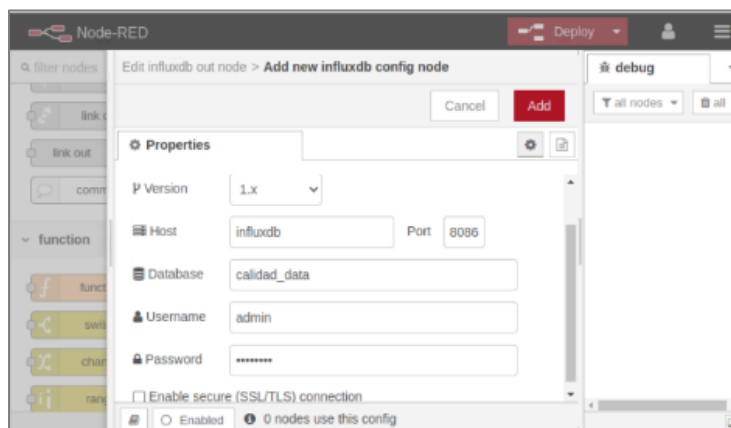 Node-RED
Deploy
filter nodes
Edit influxdb out node > Add new influxdb config node
debug
Cancel
Add
all nodes
all
link
link out
Properties
comm
Version
1.x
Host
influxdb
Port
8086
function
Database
calidad_data
funct
Username
admin
swit
Password
••••••••
chan
Enable secure (SSL/TLS) connection
rang
Enabled
0 nodes use this config